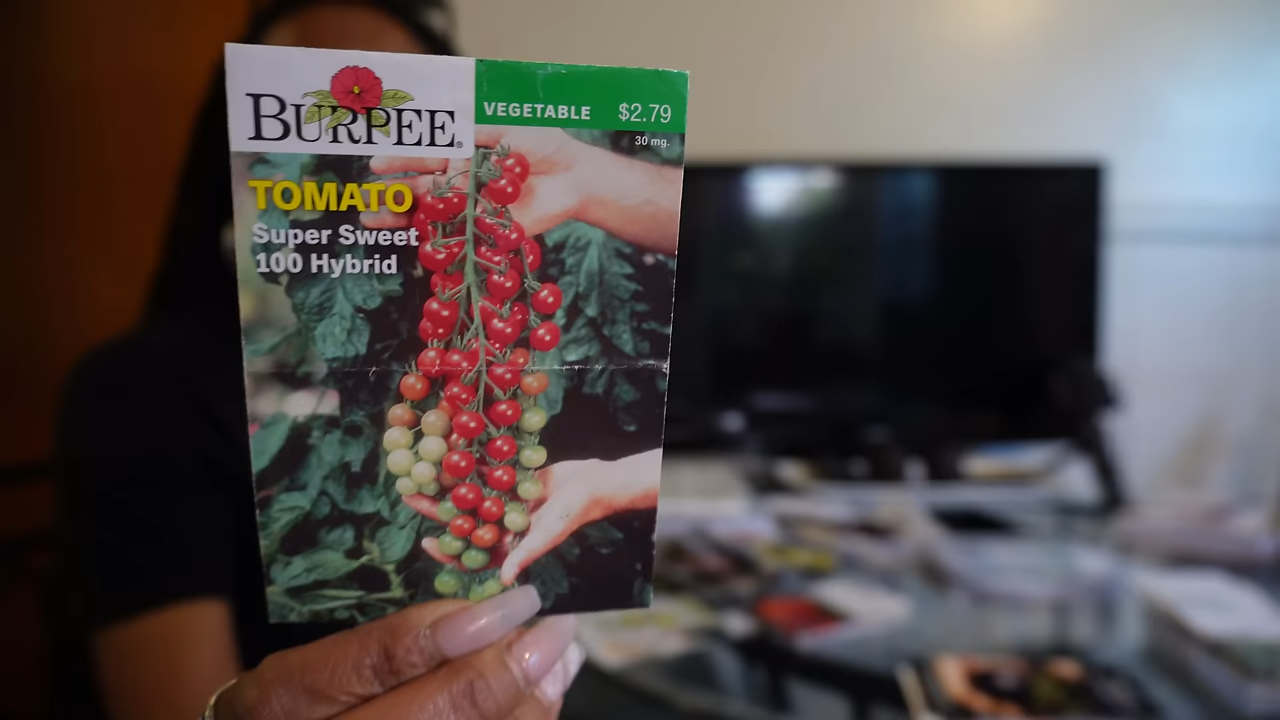 BURPEE®
VEGETABLE $2.79
30 mg.
TOMATO
Super Sweet
100 Hybrid